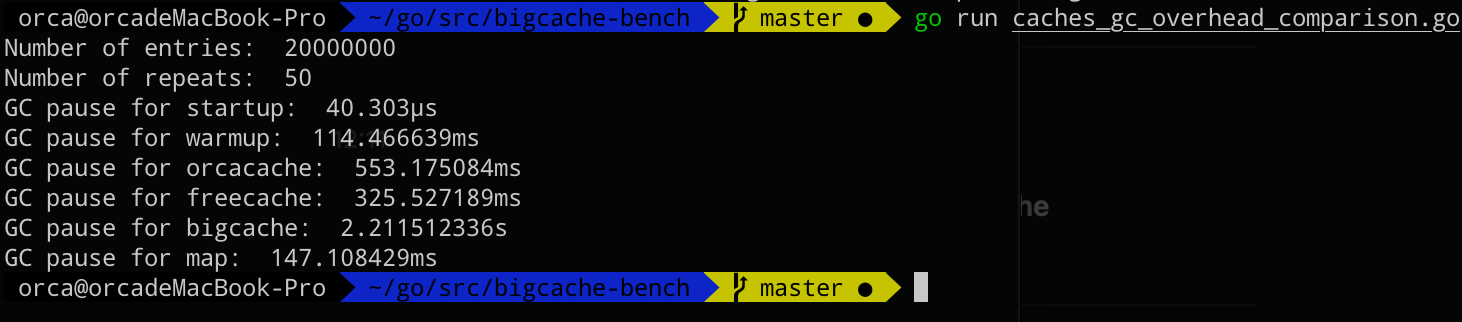 orca@orcadeMacBook-Pro ~/go/src/bigcache-bench master ● go run caches_gc_overhead_comparison.go
Number of entries:  20000000
Number of repeats:  50
GC pause for startup:  40.303µs
GC pause for warmup:  114.466639ms
GC pause for orcacache:  553.175084ms
GC pause for freecache:  325.527189ms
GC pause for bigcache:  2.211512336s
GC pause for map:  147.108429ms
orca@orcadeMacBook-Pro ~/go/src/bigcache-bench master ●
he